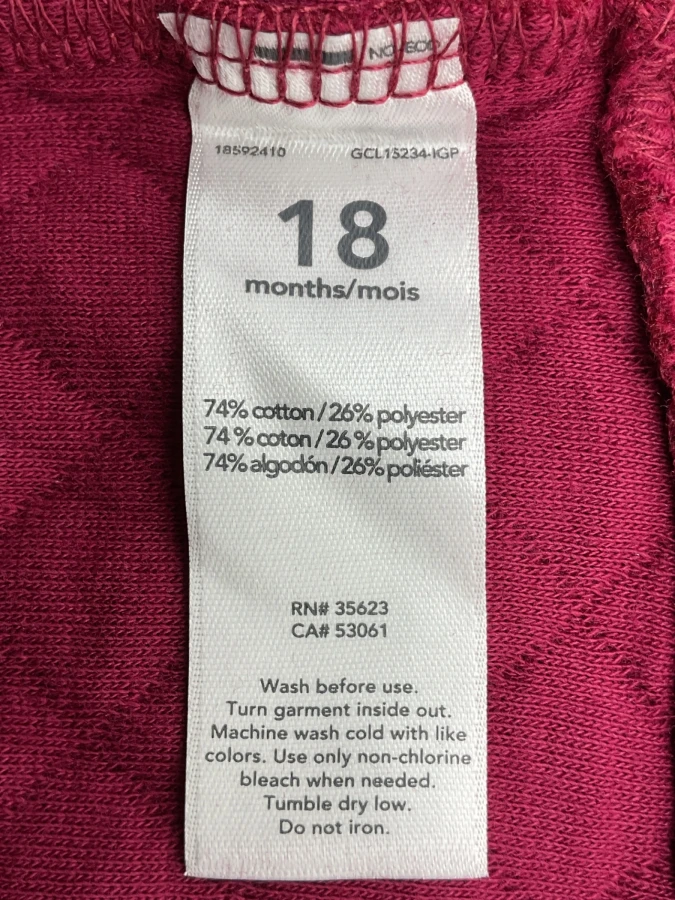 18592410 GCL15234-IGP
18
months/mois
74% cotton / 26% polyester
74 % coton / 26 % polyester
74% algodón / 26% poliéster
RN# 35623
CA# 53061
Wash before use.
Turn garment inside out.
Machine wash cold with like
colors. Use only non-chlorine
bleach when needed.
Tumble dry low.
Do not iron.